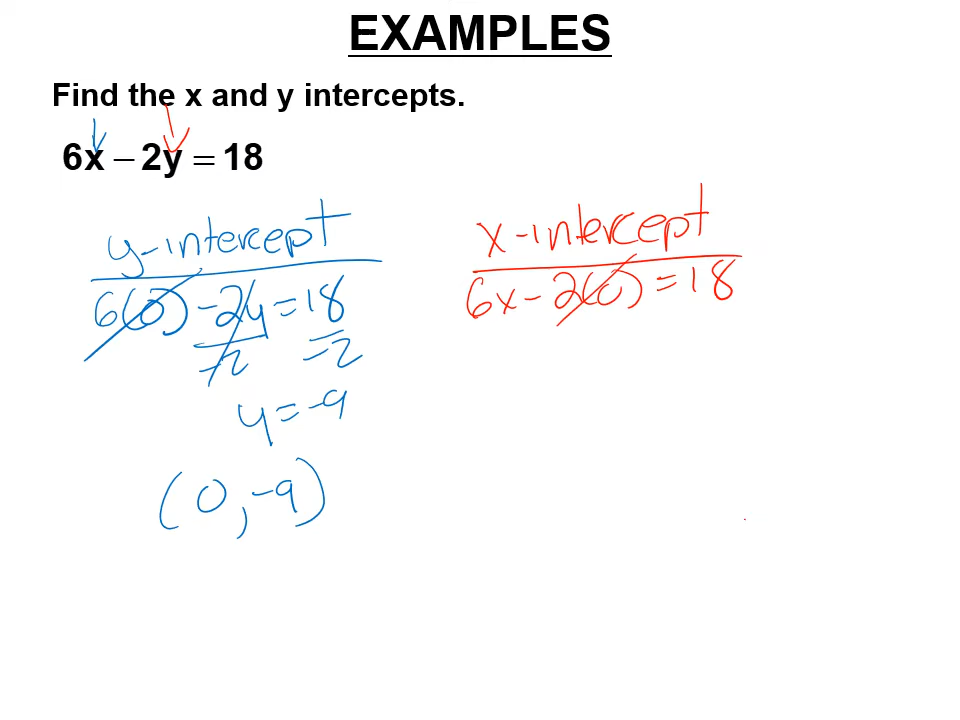 EXAMPLES
Find the x and y intercepts.
6x − 2y = 18
y-intercept
6(0) -2y = 18
-2 -2
y = -9
(0, -9)
x-intercept
6x - 2(0) = 18